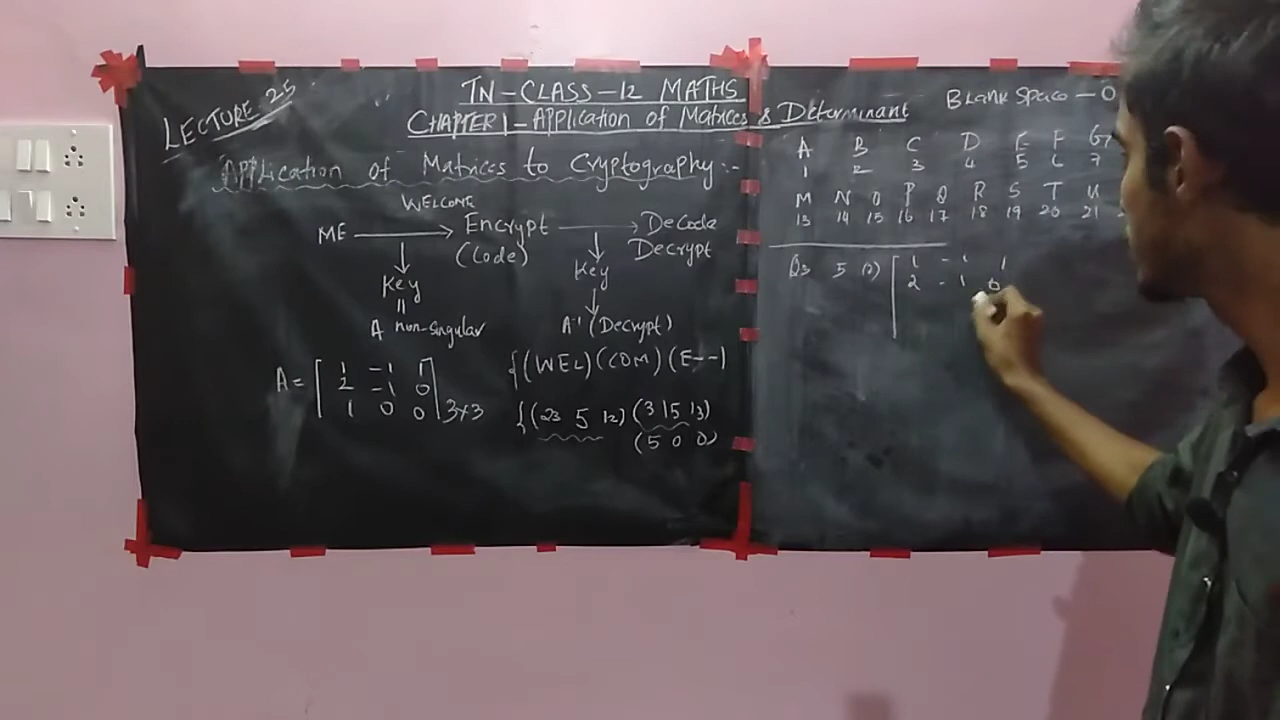 LECTURE 25
TN-CLASS-12 MATHS
CHAPTER 1-Application of Matrices & Determinant
Application of Matrices to Cryptography:-
WELCOME
ME → Encrypt → Decode
(Code) Decrypt
Key Key
=
A non-singular A⁻¹ (Decrypt)
A = [1 -1 1
2 -1 0
1 0 0] 3×3
{(WEL)(COM)(E--)
{(23 5 12)(3 15 13)
(5 0 0)
Blank Space - 0
A B C D E F G
1 2 3 4 5 6 7
M N O P Q R S T U
13 14 15 16 17 18 19 20 21
5 12) [1 -1 1
2 -1 0